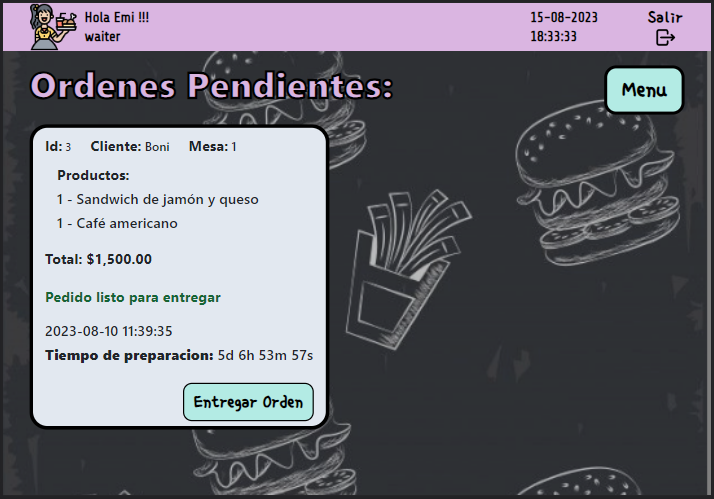 Hola Emi !!!
waiter
15-08-2023
18:33:33
Salir
Ordenes Pendientes:
Menu
Id: 3 Cliente: Boni Mesa: 1
Productos:
1 - Sandwich de jamón y queso
1 - Café americano
Total: $1,500.00
Pedido listo para entregar
2023-08-10 11:39:35
Tiempo de preparacion: 5d 6h 53m 57s
Entregar Orden